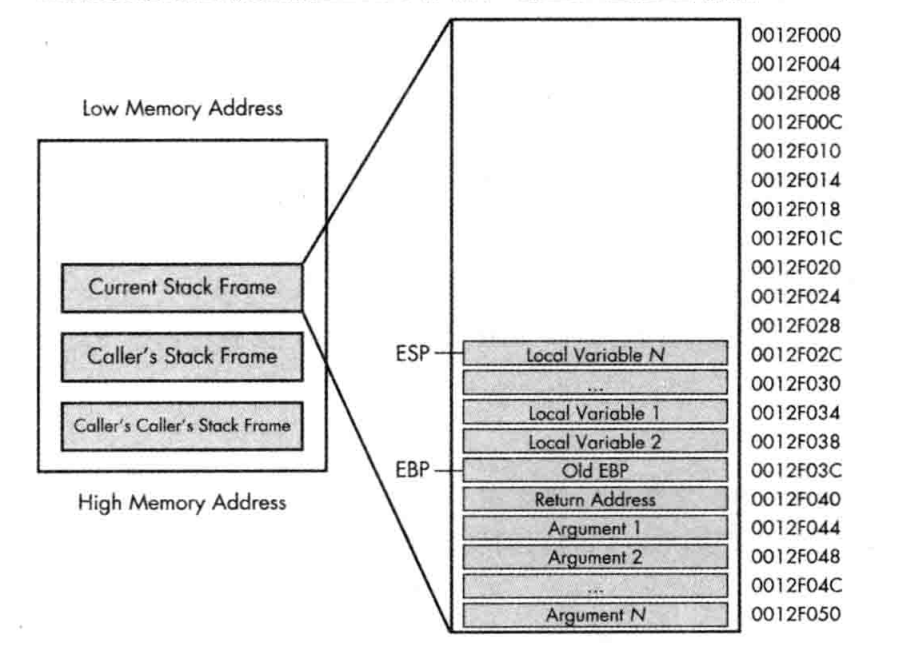 Low Memory Address
Current Stack Frame
Caller's Stack Frame
Caller's Caller's Stack Frame
High Memory Address
0012F000
0012F004
0012F008
0012F00C
0012F010
0012F014
0012F018
0012F01C
0012F020
0012F024
0012F028
ESP Local Variable N 0012F02C
... 0012F030
Local Variable 1 0012F034
Local Variable 2 0012F038
EBP Old EBP 0012F03C
Return Address 0012F040
Argument 1 0012F044
Argument 2 0012F048
... 0012F04C
Argument N 0012F050